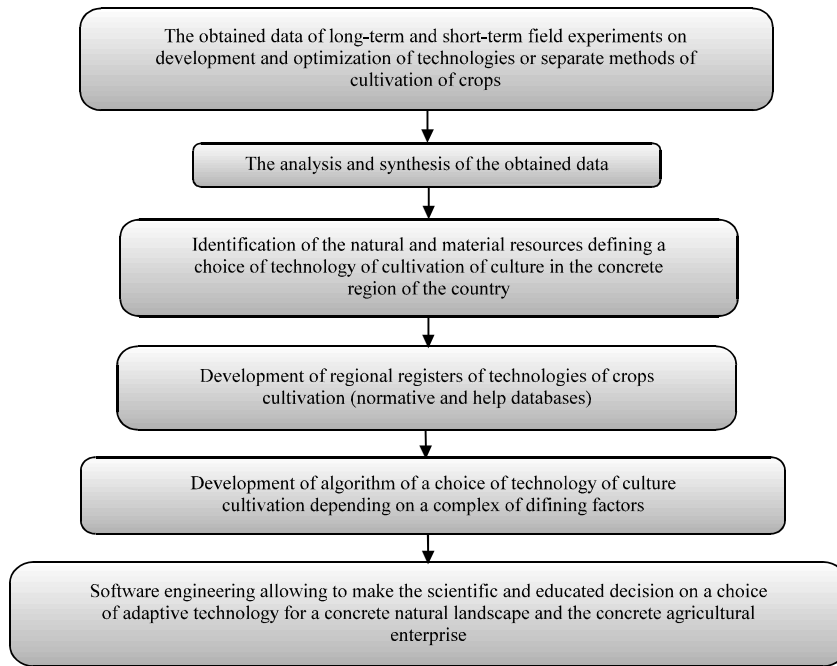 The obtained data of long-term and short-term field experiments on
development and optimization of technologies or separate methods of
cultivation of crops
The analysis and synthesis of the obtained data
Identification of the natural and material resources defining a
choice of technology of cultivation of culture in the concrete
region of the country
Development of regional registers of technologies of crops
cultivation (normative and help databases)
Development of algorithm of a choice of technology of culture
cultivation depending on a complex of difining factors
Software engineering allowing to make the scientific and educated decision on a choice
of adaptive technology for a concrete natural landscape and the concrete agricultural
enterprise